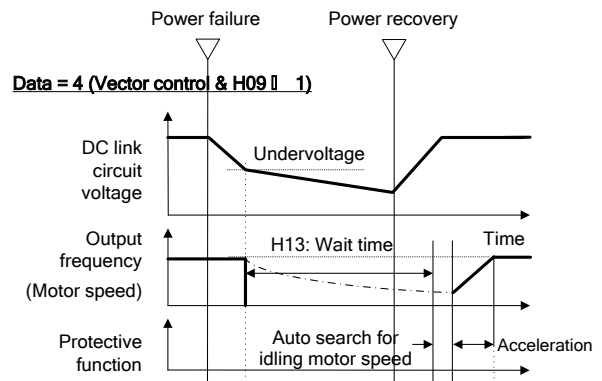 Power failure
Power recovery
Data = 4 (Vector control & H09 1)
DC link
circuit
voltage
Undervoltage
Output
frequency
(Motor speed)
H13: Wait time
Time
Protective
function
Auto search for
idling motor speed
Acceleration